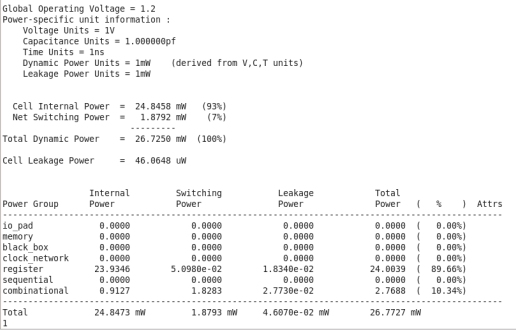 Global Operating Voltage = 1.2
Power-specific unit information :
    Voltage Units = 1V
    Capacitance Units = 1.000000pf
    Time Units = 1ns
    Dynamic Power Units = 1mW    (derived from V,C,T units)
    Leakage Power Units = 1mW

  Cell Internal Power  =  24.8458 mW   (93%)
  Net Switching Power  =   1.8792 mW    (7%)
                         ---------
Total Dynamic Power    =  26.7250 mW  (100%)

Cell Leakage Power     =  46.0648 uW

                 Internal         Switching           Leakage            Total
Power Group      Power            Power               Power              Power   (   %    )  Attrs
--------------------------------------------------------------------------------------------------
io_pad             0.0000            0.0000            0.0000            0.0000  (   0.00%)
memory             0.0000            0.0000            0.0000            0.0000  (   0.00%)
black_box          0.0000            0.0000            0.0000            0.0000  (   0.00%)
clock_network      0.0000            0.0000            0.0000            0.0000  (   0.00%)
register          23.9346        5.0980e-02        1.8340e-02           24.0039  (  89.66%)
sequential         0.0000            0.0000            0.0000            0.0000  (   0.00%)
combinational      0.9127            1.8283        2.7730e-02            2.7688  (  10.34%)
--------------------------------------------------------------------------------------------------
Total             24.8473 mW         1.8793 mW     4.6070e-02 mW        26.7727 mW
1